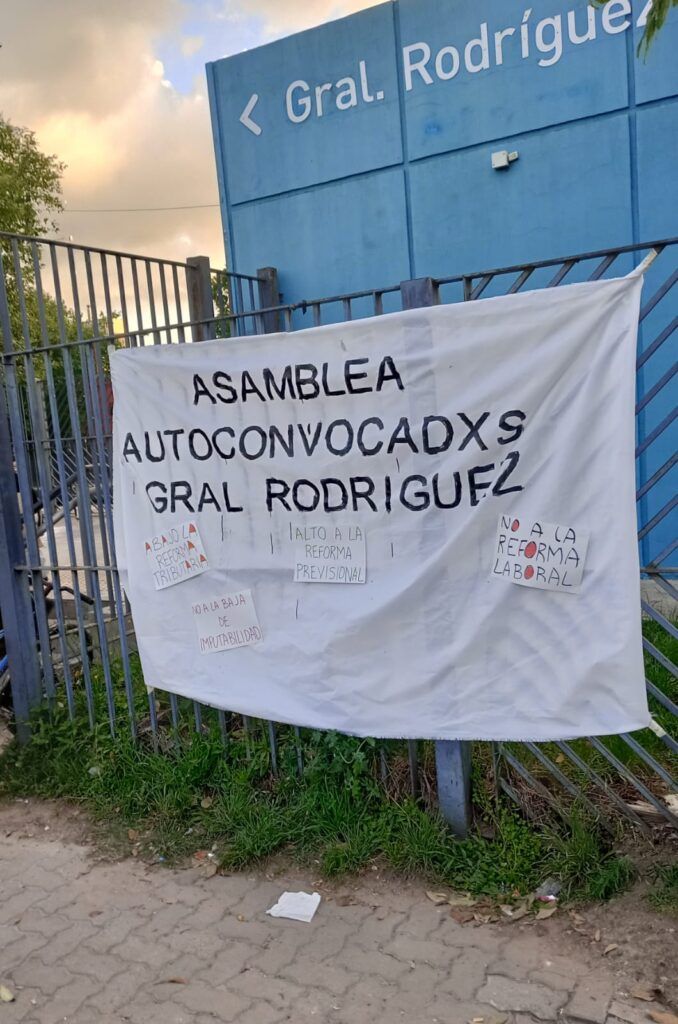 < Gral. Rodríguez
ASAMBLEA
AUTOCONVOCADXS
GRAL RODRIGUEZ
ABAJO LA
REFORMA
TRIBUTARIA
ALTO A LA
REFORMA
PREVISIONAL
NO A LA
REFORMA
LABORAL
NO A LA BAJA
DE
IMPUTABILIDAD